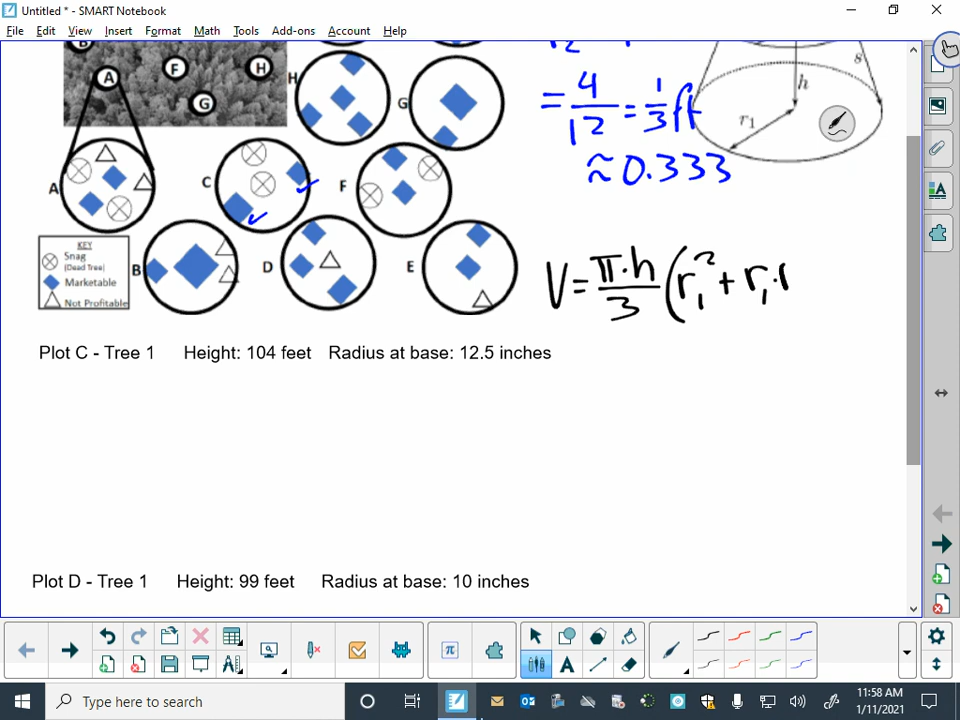 Untitled * - SMART Notebook
File Edit View Insert Format Math Tools Add-ons Account Help
A F H G
H G
= 4/12 = 1/3 ft
≈ 0.333
s
h
r1
A C F
KEY
Snag
(Dead Tree)
Marketable
Not Profitable
B D E
V = π·h/3 (r₁² + r₁·r
Plot C - Tree 1 Height: 104 feet Radius at base: 12.5 inches
Plot D - Tree 1 Height: 99 feet Radius at base: 10 inches
π
A
Type here to search
11:58 AM
1/11/2021